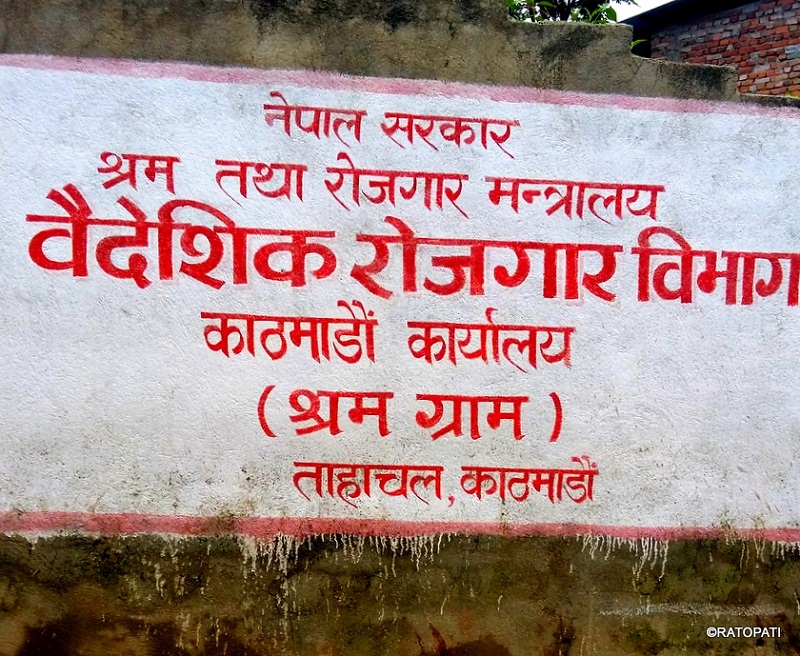 नेपाल सरकार
श्रम तथा रोजगार मन्त्रालय
वैदेशिक रोजगार विभाग
काठमाडौं कार्यालय
( श्रम ग्राम )
ताहाचल, काठमाडौं
©RATOPATI